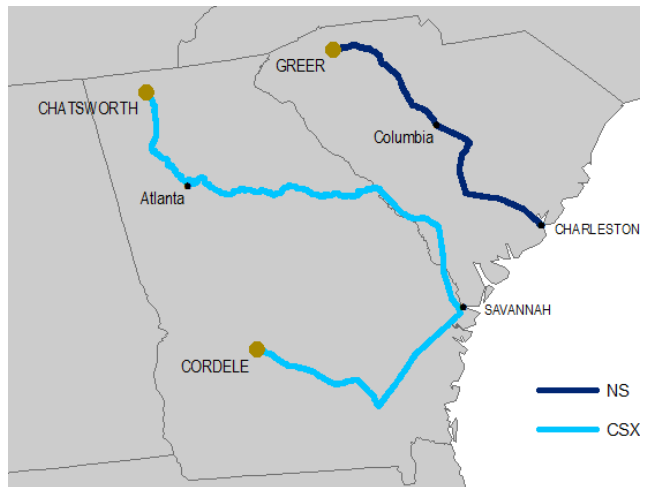 GREER
CHATSWORTH
Columbia
Atlanta
CHARLESTON
SAVANNAH
CORDELE
NS
CSX